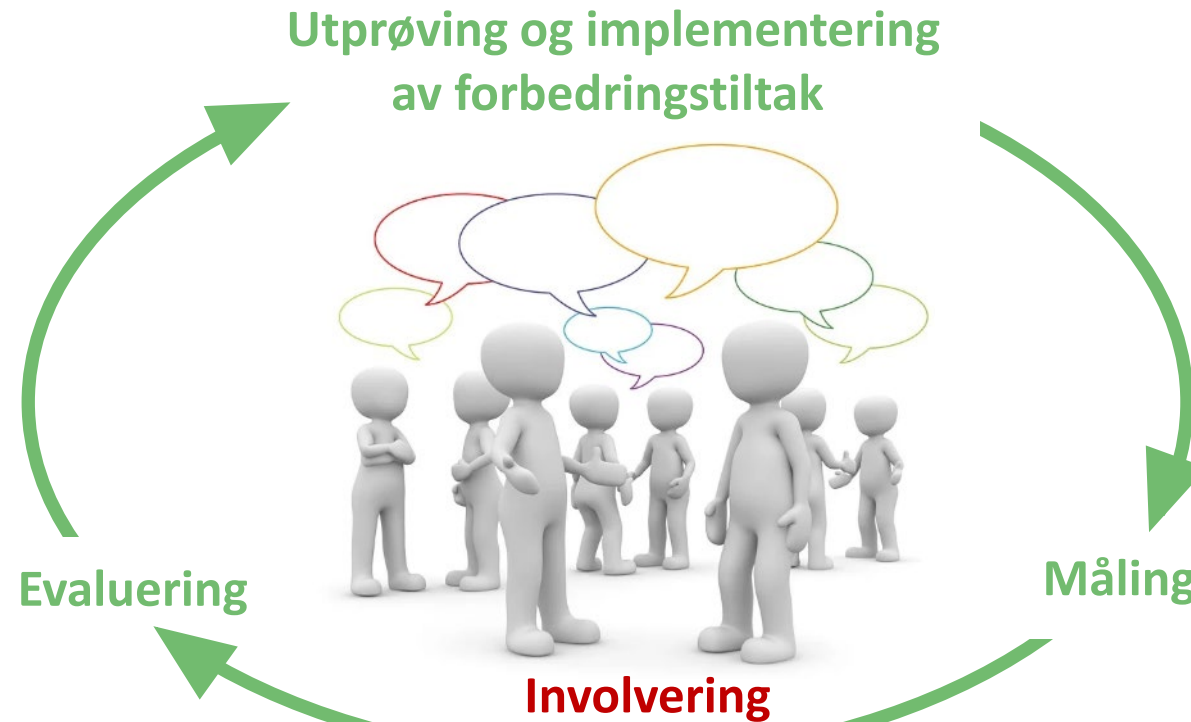 Utprøving og implementering
av forbedringstiltak
Evaluering
Måling
Involvering